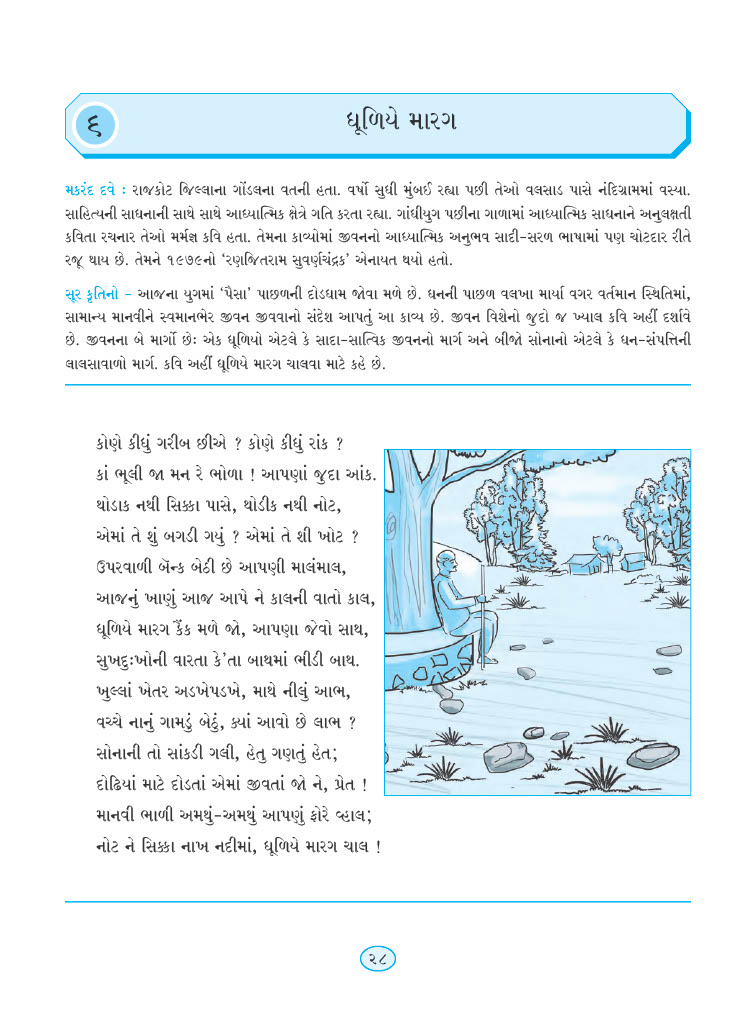 ૬
ધૂળિયે મારગ
મકરંદ દવે : રાજકોટ જિલ્લાના ગોંડલના વતની હતા. વર્ષો સુધી મુંબઈ રહ્યા પછી તેઓ વલસાડ પાસે નંદિગ્રામમાં વસ્યા.
સાહિત્યની સાધનાની સાથે સાથે આધ્યાત્મિક ક્ષેત્રે ગતિ કરતા રહ્યા. ગાંધીયુગ પછીના ગાળામાં આધ્યાત્મિક સાધનાને અનુલક્ષતી
કવિતા રચનાર તેઓ મર્મજ્ઞ કવિ હતા. તેમના કાવ્યોમાં જીવનનો આધ્યાત્મિક અનુભવ સાદી-સરળ ભાષામાં પણ ચોટદાર રીતે
રજૂ થાય છે. તેમને ૧૯૭૯નો ‘રણજિતરામ સુવર્ણચંદ્રક’ એનાયત થયો હતો.
સૂર કૃતિનો – આજના યુગમાં ‘પૈસા’ પાછળની દોડધામ જોવા મળે છે. ધનની પાછળ વલખા માર્યા વગર વર્તમાન સ્થિતિમાં,
સામાન્ય માનવીને સ્વમાનભેર જીવન જીવવાનો સંદેશ આપતું આ કાવ્ય છે. જીવન વિશેનો જુદો જ ખ્યાલ કવિ અહીં દર્શાવે
છે. જીવનના બે માર્ગો છેઃ એક ધૂળિયો એટલે કે સાદા-સાત્વિક જીવનનો માર્ગ અને બીજો સોનાનો એટલે કે ધન-સંપત્તિની
લાલસાવાળો માર્ગ. કવિ અહીં ધૂળિયે મારગ ચાલવા માટે કહે છે.
કોણે કીધું ગરીબ છીએ ? કોણે કીધું રાંક ?
કાં ભૂલી જા મન રે ભોળા ! આપણાં જુદા આંક.
થોડાક નથી સિક્કા પાસે, થોડીક નથી નોટ,
એમાં તે શું બગડી ગયું ? એમાં તે શી ખોટ ?
ઉપરવાળી બૅન્ક બેઠી છે આપણી માલંમાલ,
આજનું ખાણું આજ આપે ને કાલની વાતો કાલ,
ધૂળિયે મારગ કૈંક મળે જો, આપણા જેવો સાથ,
સુખદુઃખોની વારતા કે’તા બાથમાં ભીડી બાથ.
ખુલ્લાં ખેતર અડખેપડખે, માથે નીલું આભ,
વચ્ચે નાનું ગામડું બેઠું, ક્યાં આવો છે લાભ ?
સોનાની તો સાંકડી ગલી, હેતુ ગણતું હેત;
દોઢિયાં માટે દોડતાં એમાં જીવતાં જો ને, પ્રેત !
માનવી ભાળી અમથું-અમથું આપણું ફોરે વ્હાલ;
નોટ ને સિક્કા નાખ નદીમાં, ધૂળિયે મારગ ચાલ !
૨૮